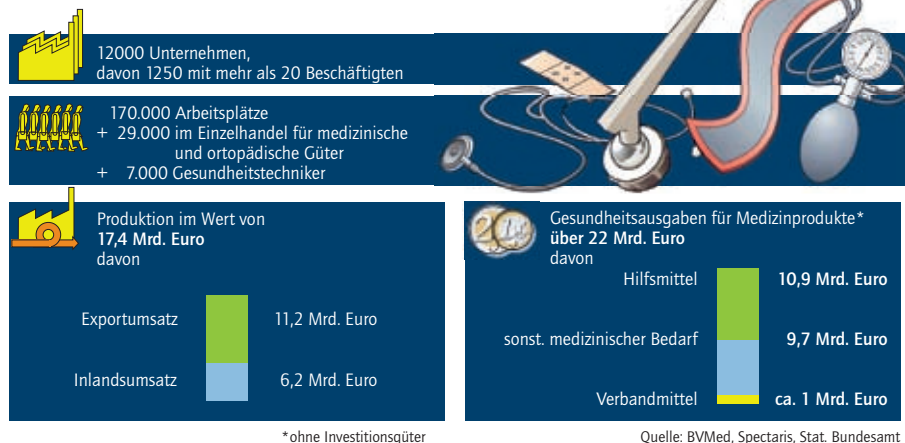 12000 Unternehmen,
davon 1250 mit mehr als 20 Beschäftigten
170.000 Arbeitsplätze
+ 29.000 im Einzelhandel für medizinische
und ortopädische Güter
+ 7.000 Gesundheitstechniker
Produktion im Wert von
17,4 Mrd. Euro
davon
Exportumsatz 11,2 Mrd. Euro
Inlandsumsatz 6,2 Mrd. Euro
Gesundheitsausgaben für Medizinprodukte*
über 22 Mrd. Euro
davon
Hilfsmittel 10,9 Mrd. Euro
sonst. medizinischer Bedarf 9,7 Mrd. Euro
Verbandmittel ca. 1 Mrd. Euro
*ohne Investitionsgüter
Quelle: BVMed, Spectaris, Stat. Bundesamt